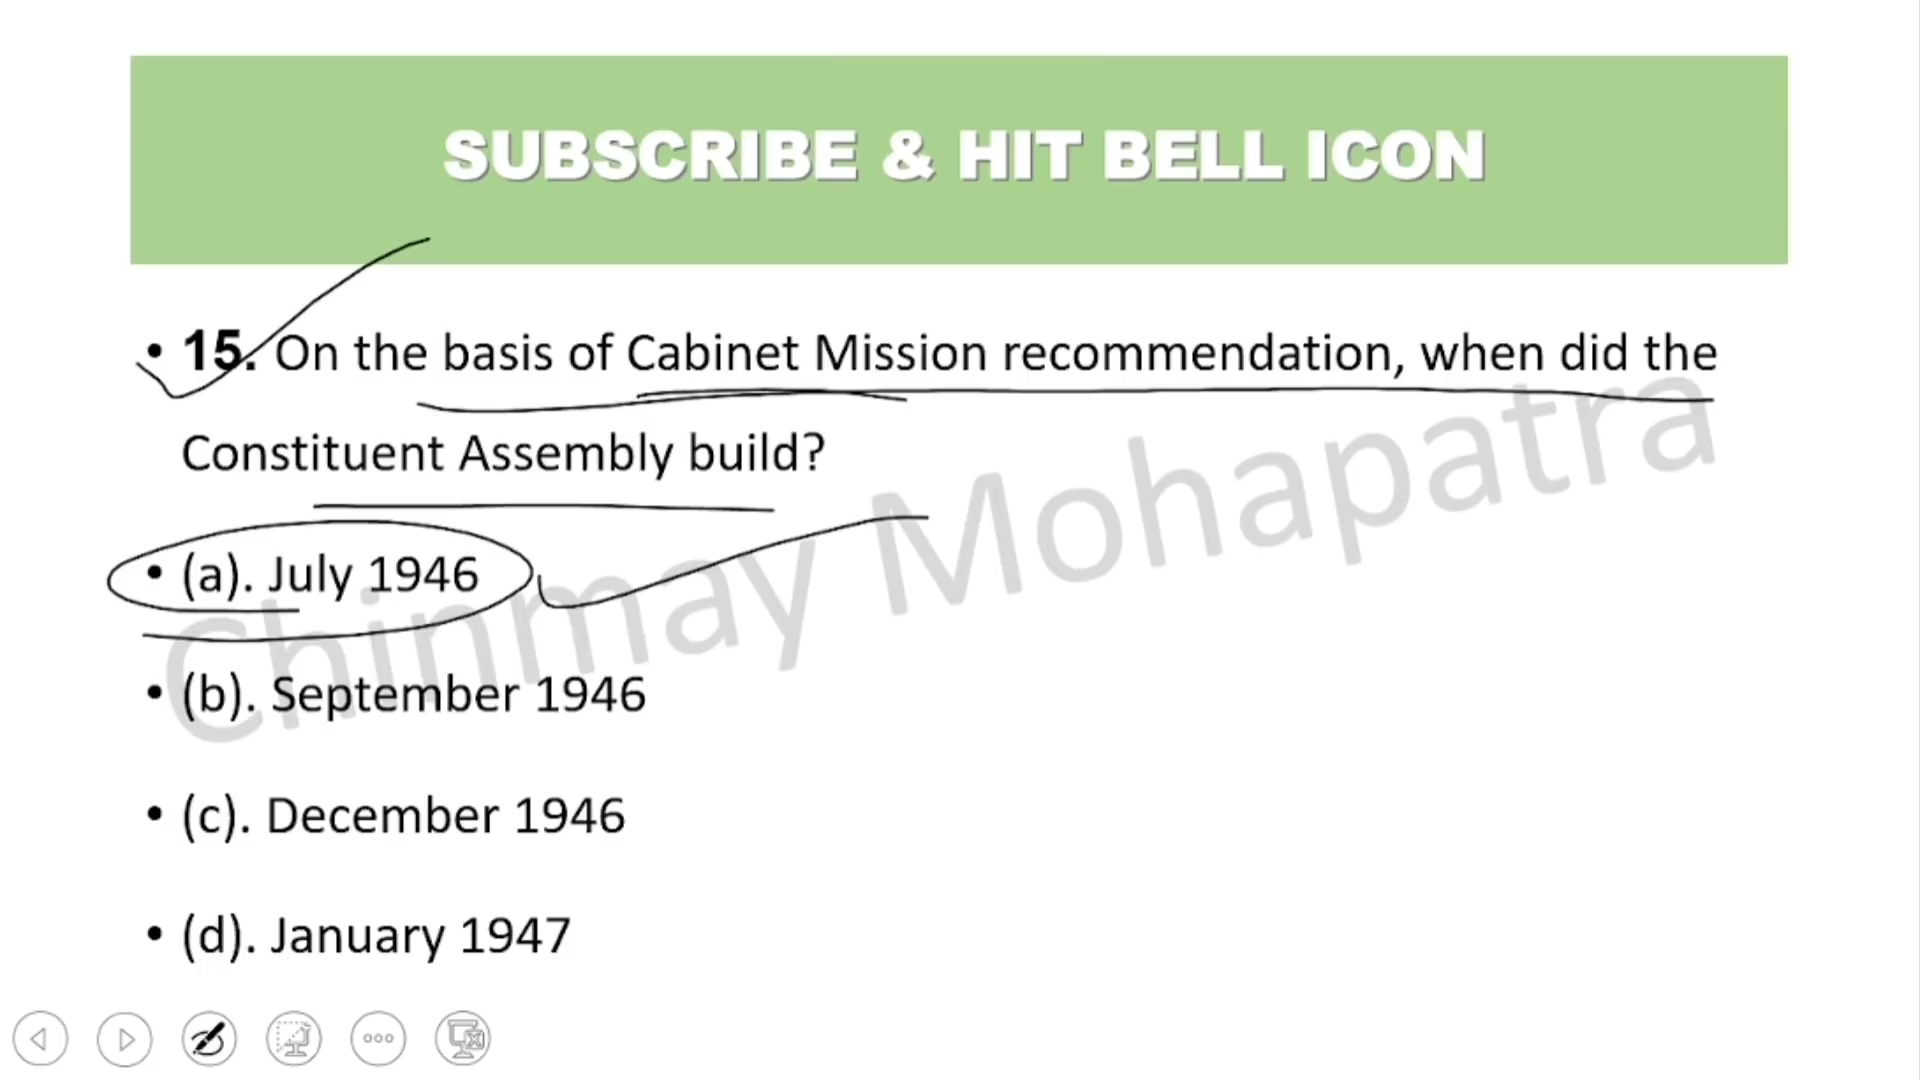 SUBSCRIBE & HIT BELL ICON
• 15. On the basis of Cabinet Mission recommendation, when did the
Constituent Assembly build?
• (a). July 1946
• (b). September 1946
• (c). December 1946
• (d). January 1947
Chinmay Mohapatra